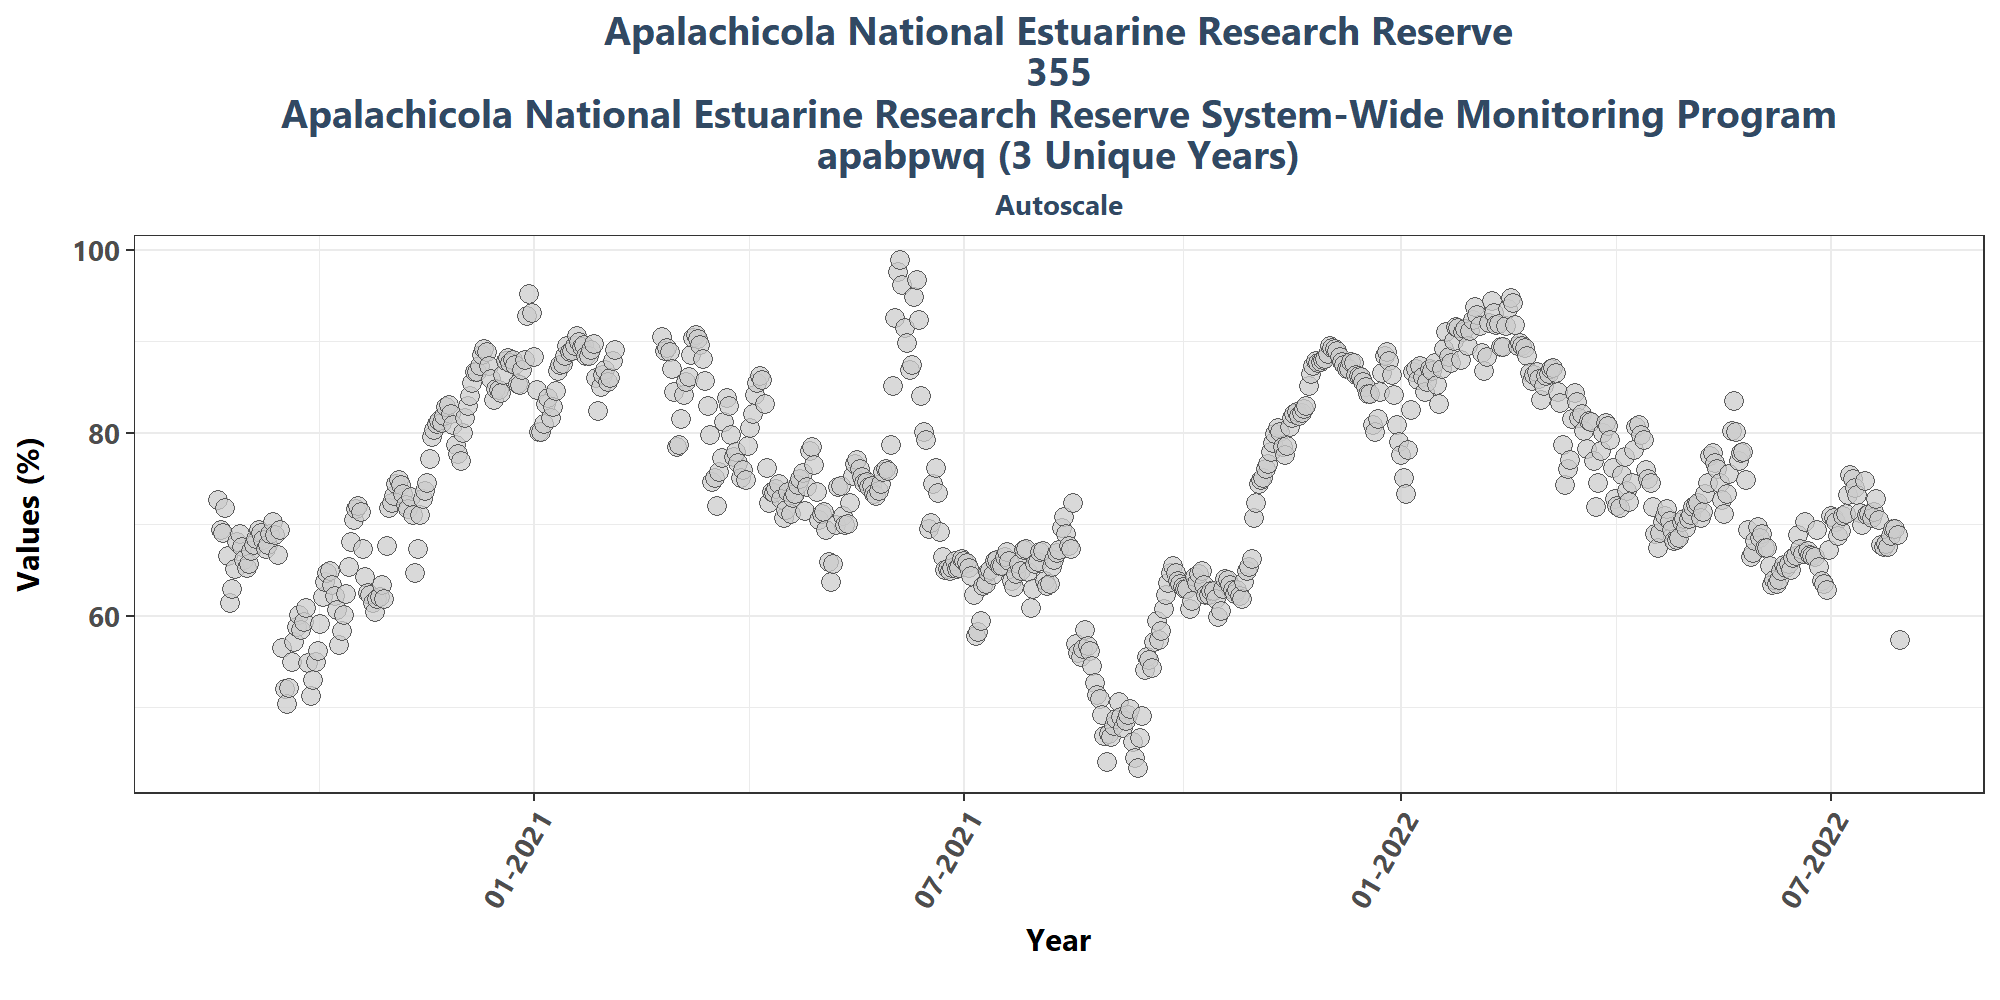 Apalachicola National Estuarine Research Reserve
355
Apalachicola National Estuarine Research Reserve System-Wide Monitoring Program
apabpwq (3 Unique Years)
Autoscale
Values (%)
100
80
60
01-2021
07-2021
01-2022
07-2022
Year